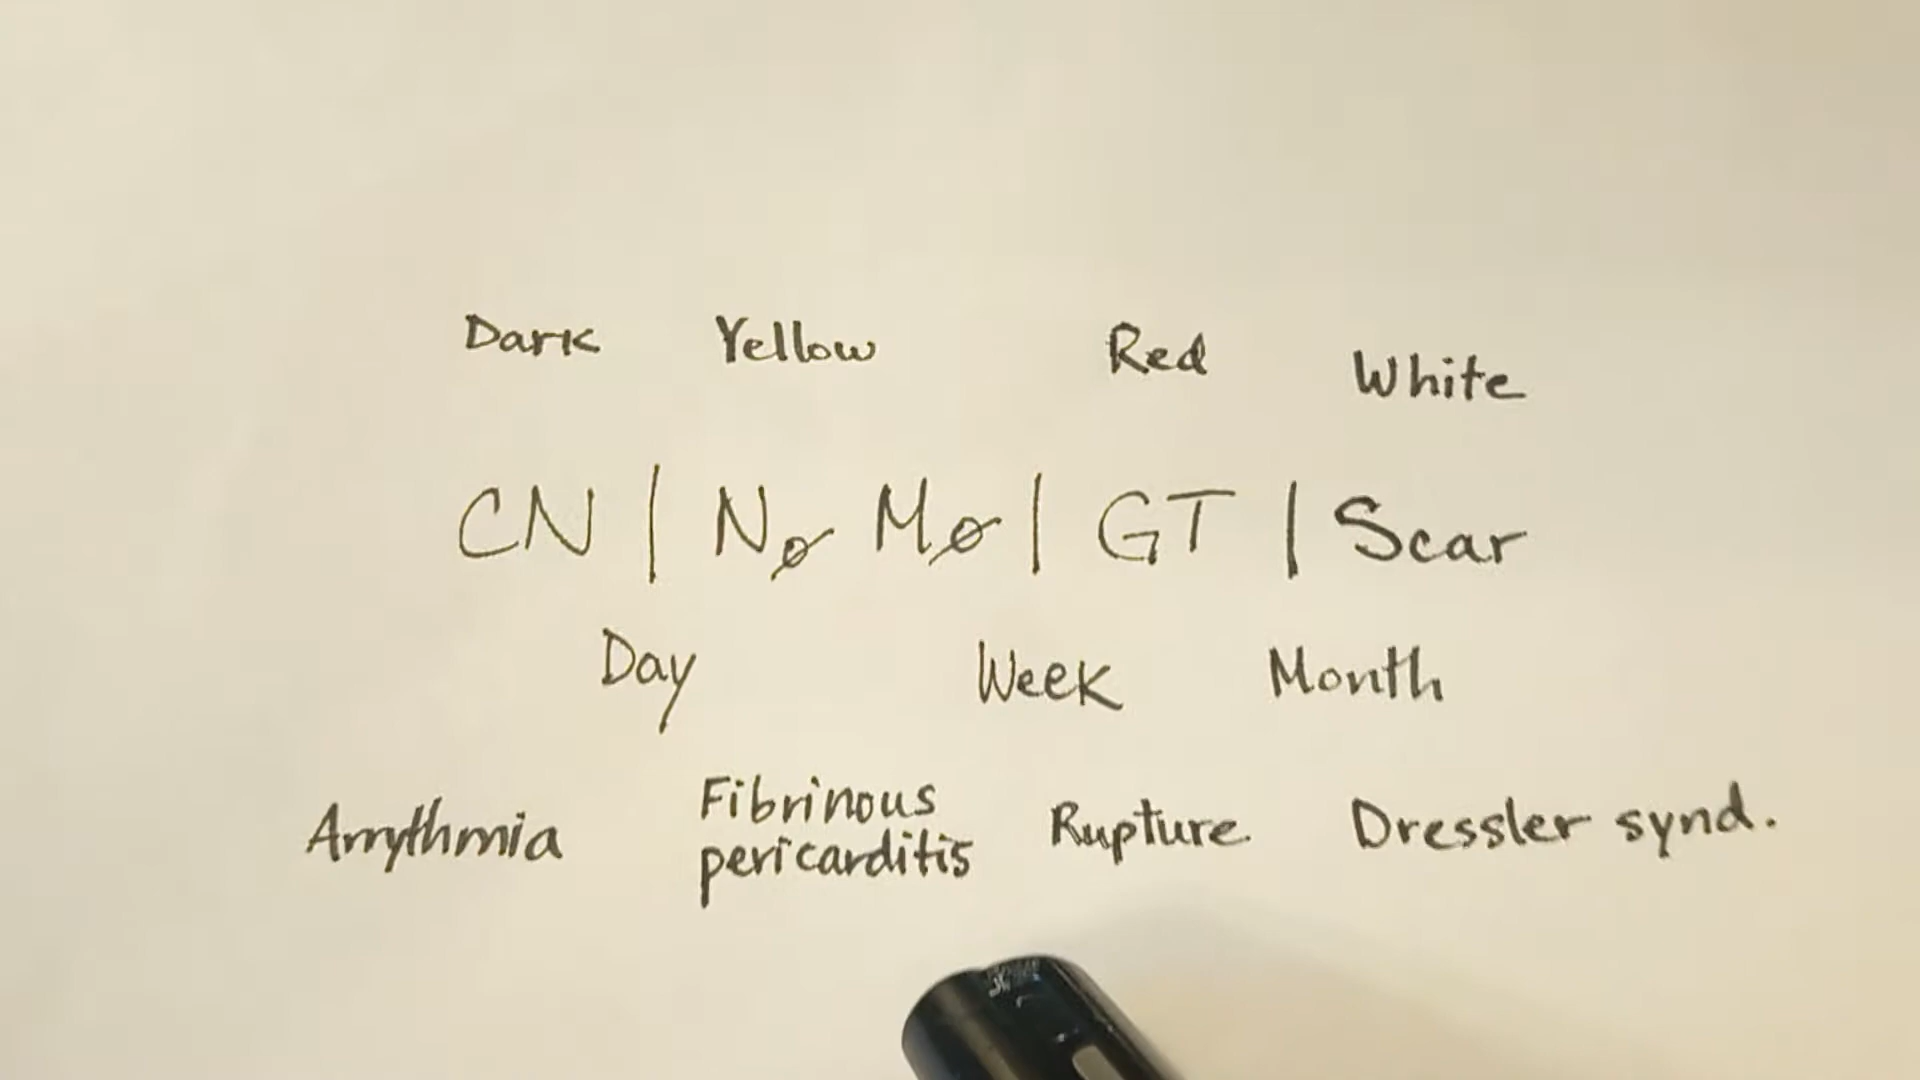 Dark Yellow Red White
CN | Nø Mø | GT | Scar
Day Week Month
Arrythmia Fibrinous pericarditis Rupture Dressler synd.